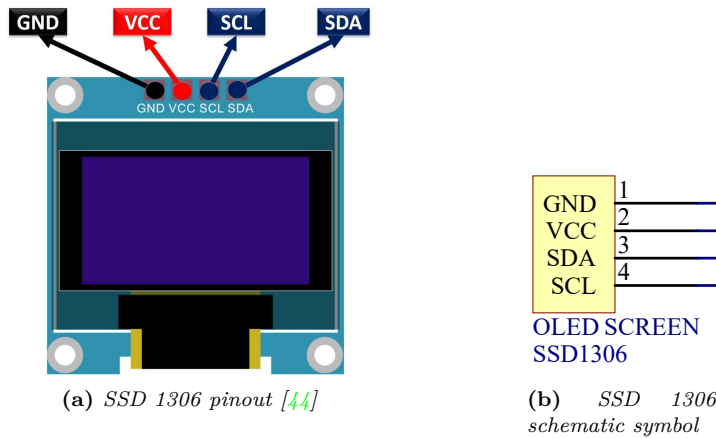 GND VCC SCL SDA
GND VCC SCL SDA
(a) SSD 1306 pinout [44]
GND 1
VCC 2
SDA 3
SCL 4
OLED SCREEN
SSD1306
(b) SSD 1306
schematic symbol